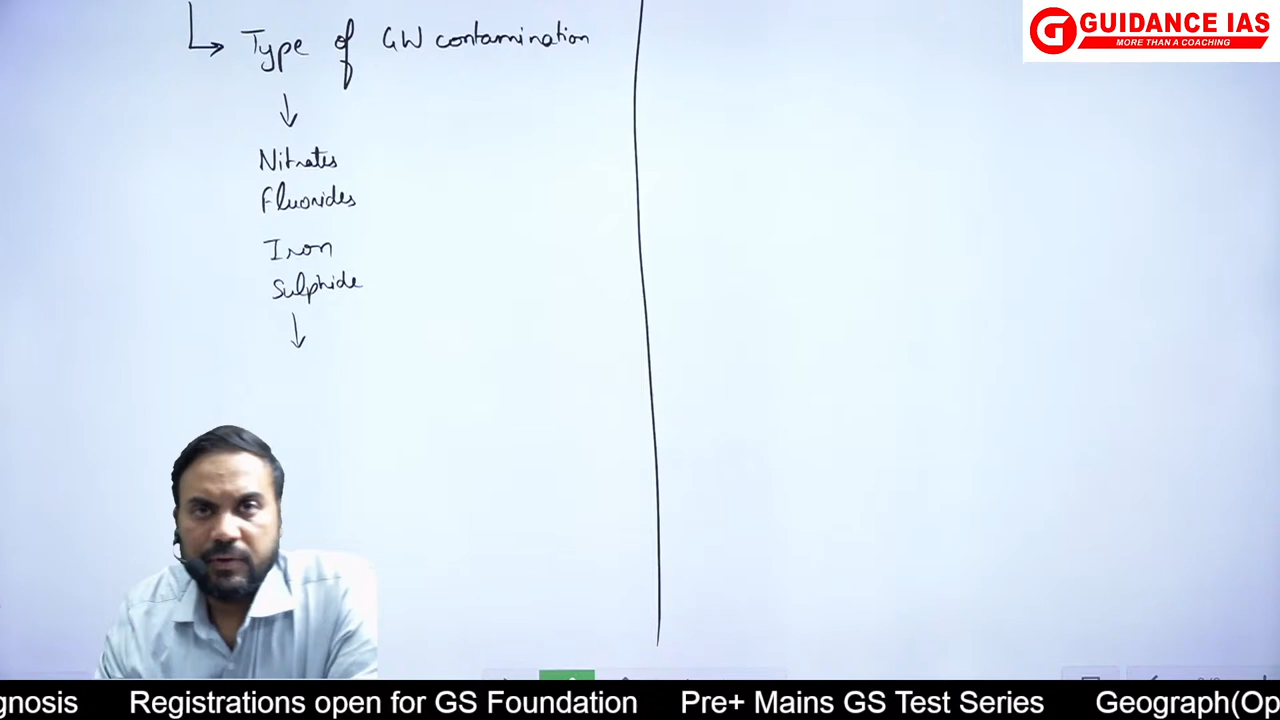 Type of GW contamination
Nitrates
Fluorides
Iron
Sulphide
GUIDANCE IAS
MORE THAN A COACHING
gnosis Registrations open for GS Foundation Pre+ Mains GS Test Series Geograph(Op